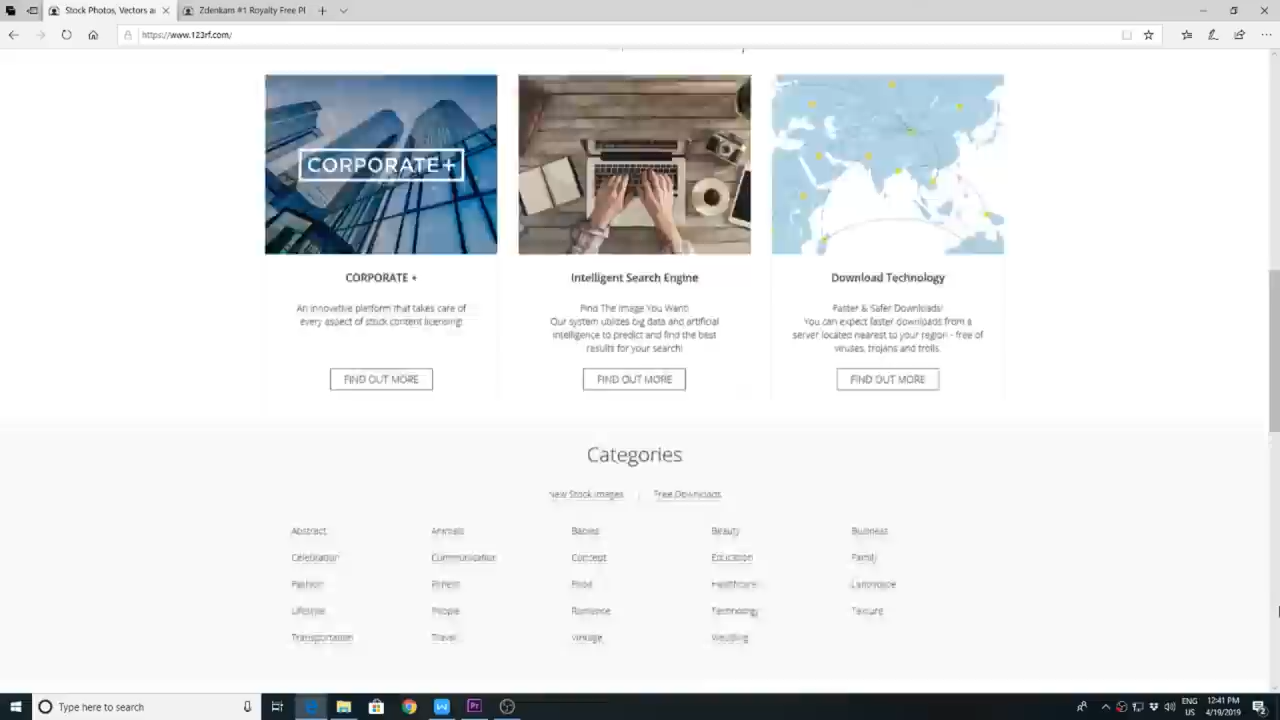 Stock Photos, Vectors a
Zdenkam #1 Royalty Free Pi
https://www.123rf.com/
CORPORATE+
CORPORATE +
An innovative platform that takes care of
every aspect of stock content licensing!
FIND OUT MORE
Intelligent Search Engine
Find The Image You Want!
Our system utilizes big data and artificial
intelligence to predict and find the best
results for your search!
FIND OUT MORE
Download Technology
Faster & Safer Downloads!
You can expect faster downloads from a
server located nearest to your region - free of
viruses, trojans and trolls.
FIND OUT MORE
Categories
New Stock Images
Free Downloads
Abstract Animals Babies Beauty Business
Celebration Communication Concept Education Family
Fashion Fitness Food Healthcare Landscape
Lifestyle People Romance Technology Texture
Transportation Travel Vintage Wedding
Type here to search
Pr
ENG
US
12:41 PM
4/19/2019
2